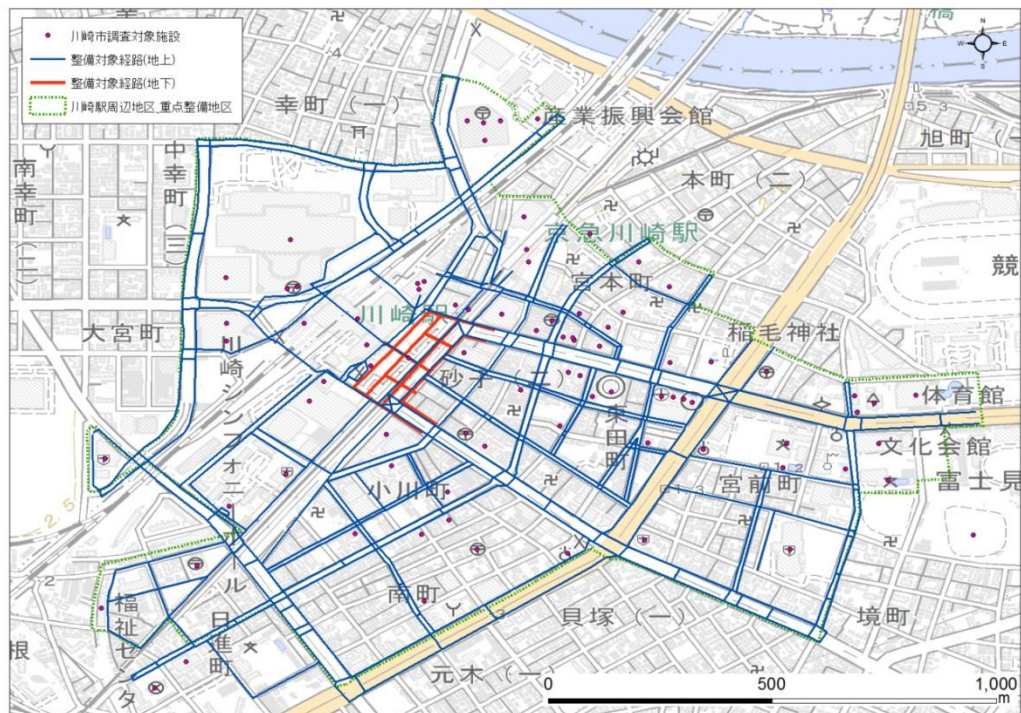 川崎市調査対象施設
整備対象経路(地上)
整備対象経路(地下)
川崎駅周辺地区_重点整備地区
N
W
E
S
幸町(一)
産業振興会館
旭町(一
南幸町(二)
中幸町(三)
本町(二)
京急川崎駅
宮本町
競
大宮町
川崎駅
稲毛神社
砂子(二)
体育館
川崎シンフォニーホール
東田町
文化会館
小川町
宮前町
富士見
2.5
福祉センタ
日進町
南町
貝塚(一)
境町
根
元木(一
0
500
1,000
m